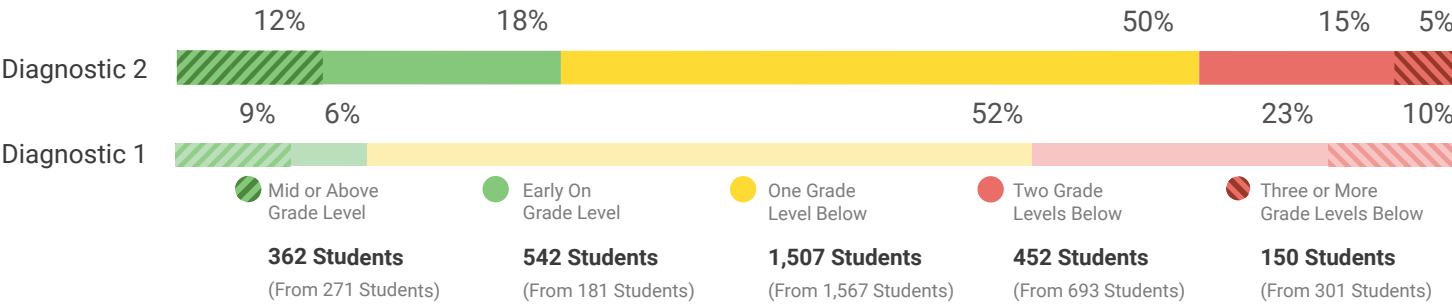 12% 18% 50% 15% 5%
Diagnostic 2
9% 6% 52% 23% 10%
Diagnostic 1
Mid or Above
Grade Level
362 Students
(From 271 Students)
Early On
Grade Level
542 Students
(From 181 Students)
One Grade
Level Below
1,507 Students
(From 1,567 Students)
Two Grade
Levels Below
452 Students
(From 693 Students)
Three or More
Grade Levels Below
150 Students
(From 301 Students)